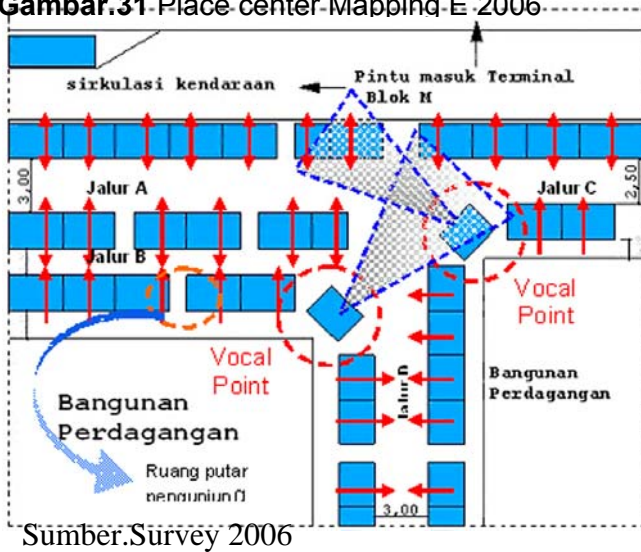 Gambar.31 Place center Mapping E 2006
sirkulasi kendaraan
Pintu masuk Terminal
Blok M
3,00
Jalur A
Jalur C
2,50
Jalur B
Vocal
Point
Vocal
Point
Jalur D
Bangunan
Perdagangan
Bangunan
Perdagangan
Ruang putar
3,00
Sumber.Survey 2006